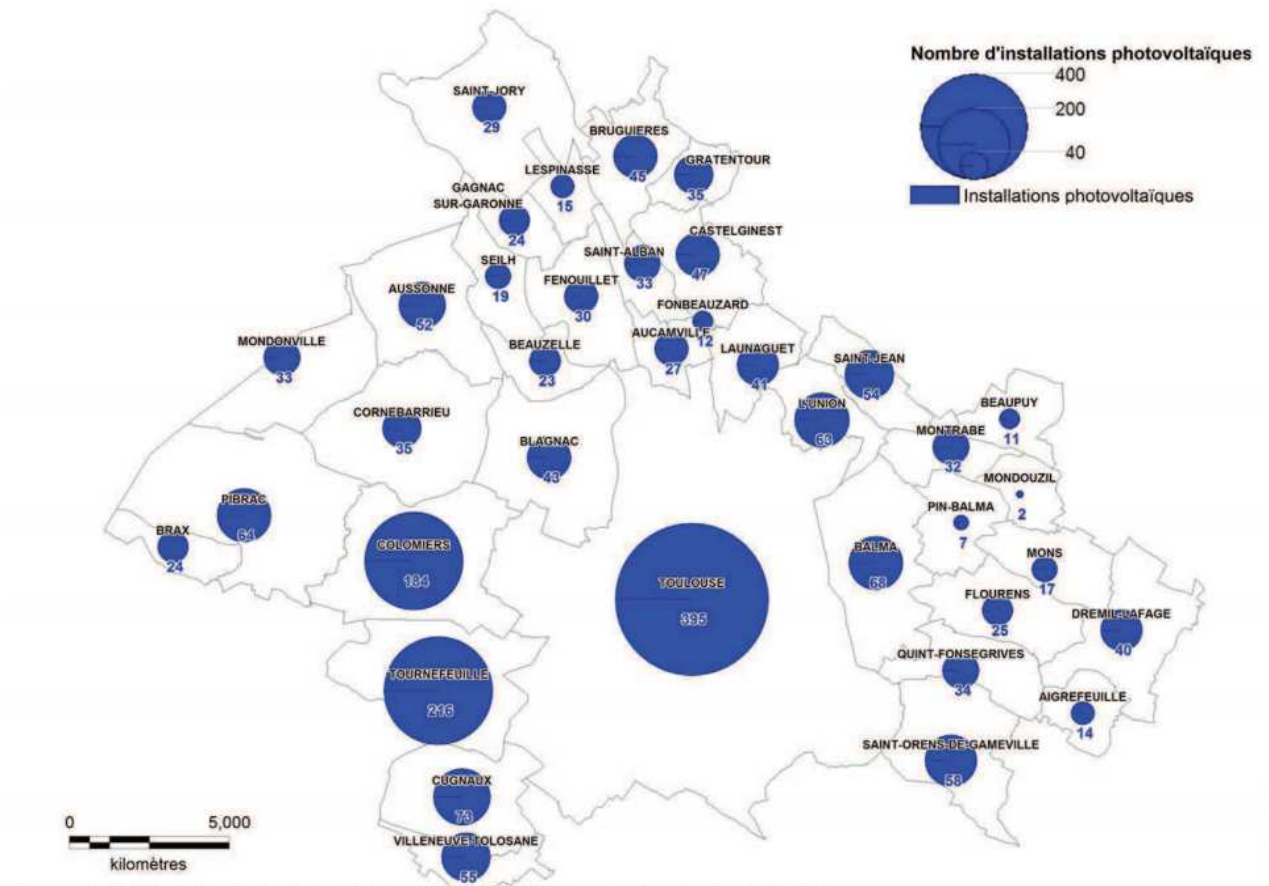 Nombre d'installations photovoltaïques
400
200
40
Installations photovoltaïques
SAINT-JORY
29
BRUGUIERES
45
GRATENTOUR
35
LESPINASSE
15
GAGNAC
SUR-GARONNE
24
CASTELGINEST
47
SAINT-ALBAN
33
SEILH
19
FENOUILLET
30
AUSSONNE
52
FONBEAUZARD
12
AUCAMVILLE
27
MONDONVILLE
33
BEAUZELLE
23
LAUNAGUET
41
SAINT-JEAN
54
L'UNION
63
BEAUPUY
11
CORNEBARRIEU
35
MONTRABE
32
BLAGNAC
43
MONDOUZIL
2
PIN-BALMA
7
PIBRAC
64
BRAX
24
COLOMIERS
184
BALMA
68
MONS
17
TOULOUSE
395
FLOURENS
25
DREMIL-LAFAGE
40
QUINT-FONSEGRIVES
34
TOURNEFEUILLE
216
AIGREFEUILLE
14
SAINT-ORENS-DE-GAMEVILLE
58
CUGNAUX
73
VILLENEUVE-TOLOSANE
55
0 5,000
kilomètres